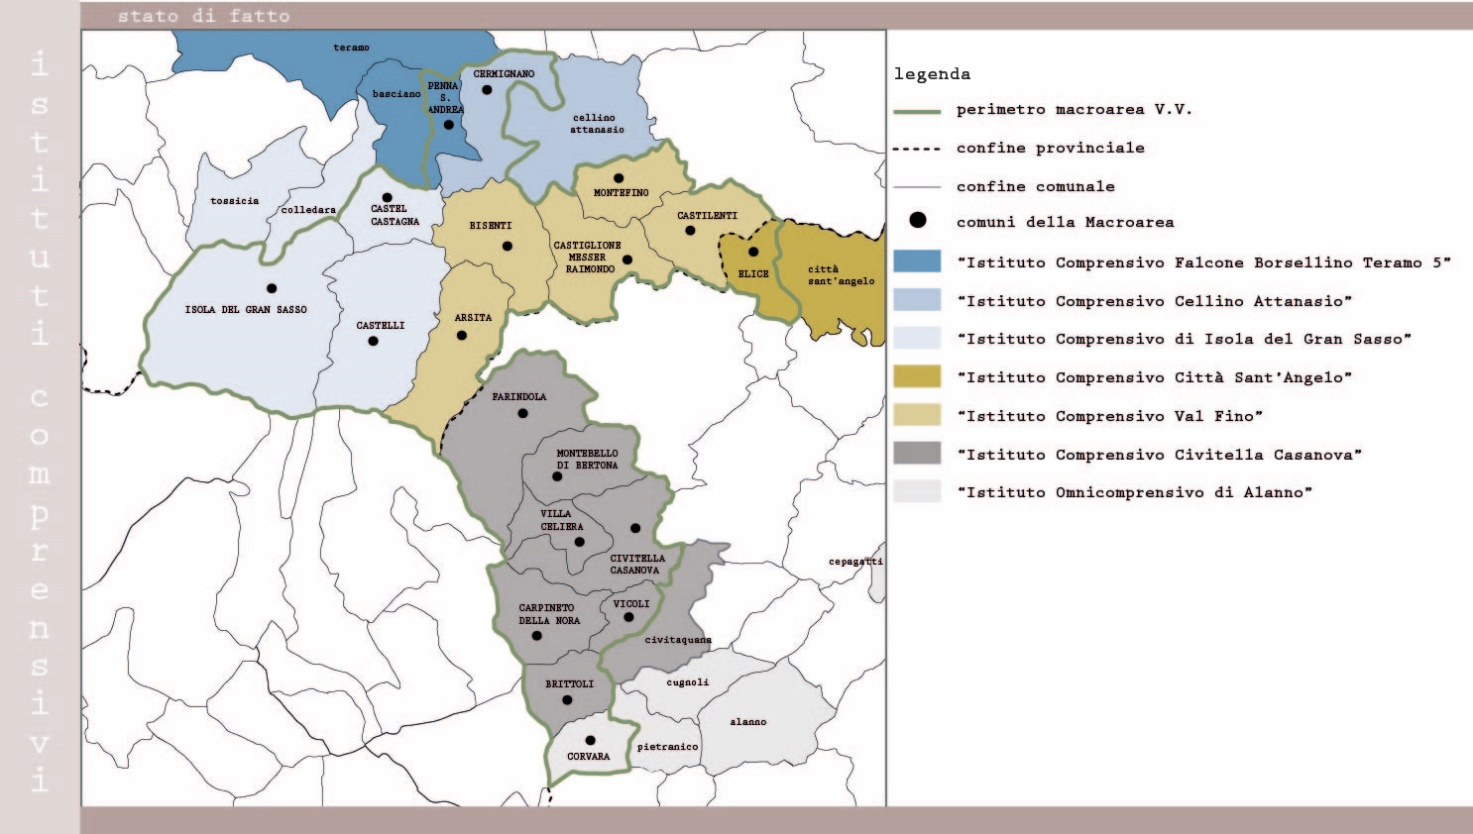 stato di fatto
istituti comprensivi
teramo
basciano
PENNA
S.
ANDREA
CERMIGNANO
cellino
attanasio
tossicia
colledara
CASTEL
CASTAGNA
MONTEFINO
BISENTI
CASTILENTI
CASTIGLIONE
MESSER
RAIMONDO
ELICE
città
sant'angelo
ISOLA DEL GRAN SASSO
CASTELLI
ARSITA
FARINDOLA
MONTEBELLO
DI BERTONA
VILLA
CELIERA
CIVITELLA
CASANOVA
cepagatti
CARPINETO
DELLA NORA
VICOLI
civitaquana
BRITTOLI
cugnoli
alanno
pietranico
CORVARA
legenda
perimetro macroarea V.V.
confine provinciale
confine comunale
comuni della Macroarea
“Istituto Comprensivo Falcone Borsellino Teramo 5”
“Istituto Comprensivo Cellino Attanasio”
“Istituto Comprensivo di Isola del Gran Sasso”
“Istituto Comprensivo Città Sant'Angelo”
“Istituto Comprensivo Val Fino”
“Istituto Comprensivo Civitella Casanova”
“Istituto Omnicomprensivo di Alanno”